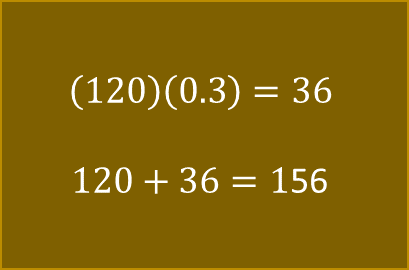 (120)(0.3) = 36
120 + 36 = 156